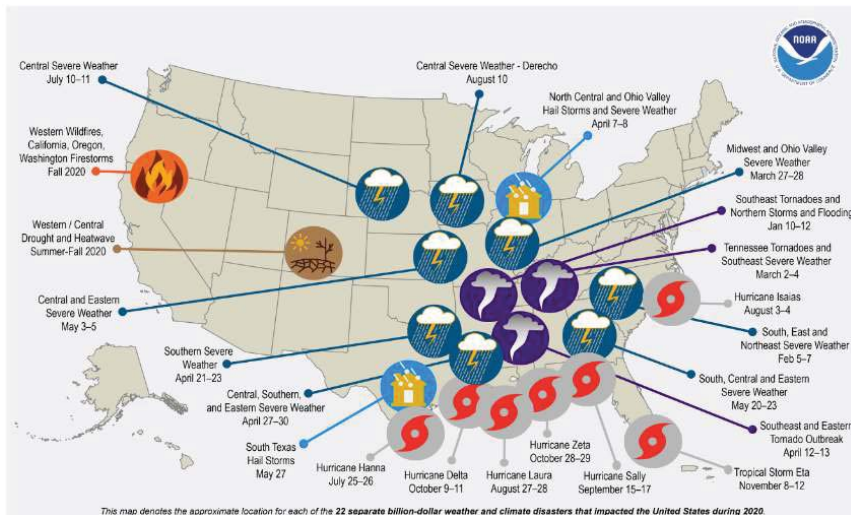 NOAA
Central Severe Weather
July 10–11
Central Severe Weather - Derecho
August 10
North Central and Ohio Valley
Hail Storms and Severe Weather
April 7–8
Midwest and Ohio Valley
Severe Weather
March 27–28
Western Wildfires,
California, Oregon,
Washington Firestorms
Fall 2020
Southeast Tornadoes and
Northern Storms and Flooding
Jan 10–12
Western / Central
Drought and Heatwave
Summer-Fall 2020
Tennessee Tornadoes and
Southeast Severe Weather
March 2–4
Hurricane Isaias
August 3–4
Central and Eastern
Severe Weather
May 3–5
South, East and
Northeast Severe Weather
Feb 5–7
Southern Severe
Weather
April 21–23
South, Central and Eastern
Severe Weather
May 20–23
Central, Southern,
and Eastern Severe Weather
April 27–30
Southeast and Eastern
Tornado Outbreak
April 12–13
South Texas
Hail Storms
May 27
Hurricane Hanna
July 25–26
Hurricane Delta
October 9–11
Hurricane Laura
August 27–28
Hurricane Zeta
October 28–29
Hurricane Sally
September 15–17
Tropical Storm Eta
November 8–12
This map denotes the approximate location for each of the 22 separate billion-dollar weather and climate disasters that impacted the United States during 2020.